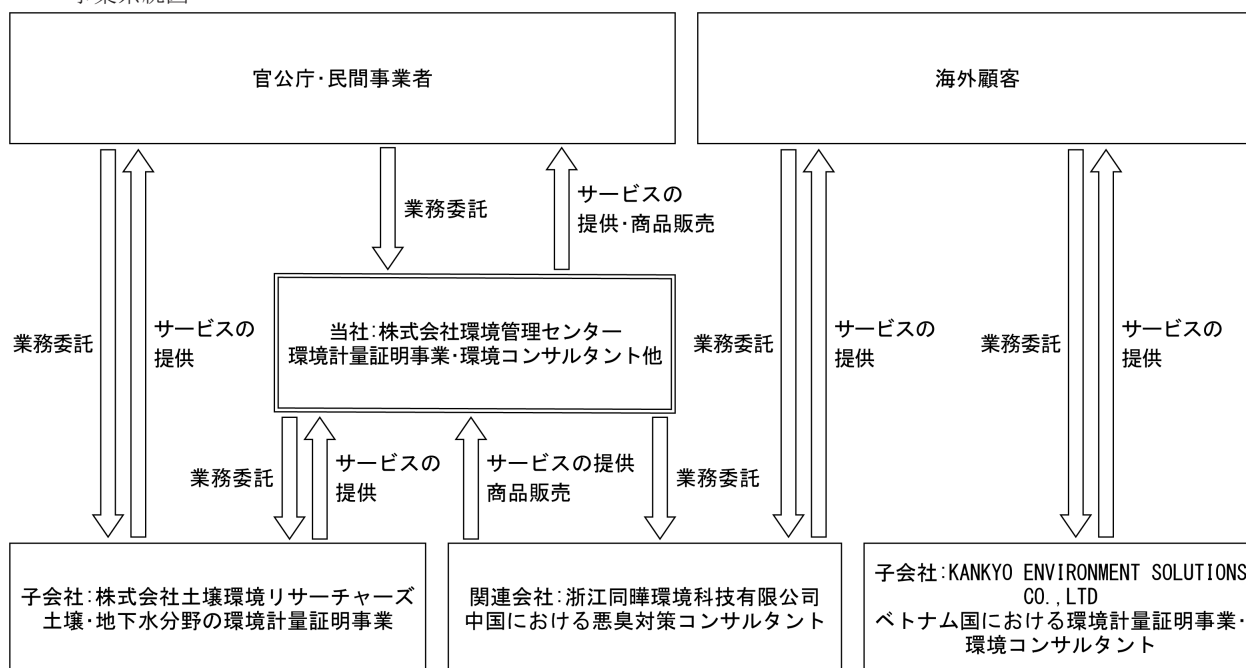 官公庁・民間事業者
海外顧客
業務委託
サービスの
提供・商品販売
当社：株式会社環境管理センター
環境計量証明事業・環境コンサルタント他
業務委託
サービスの
提供
業務委託
サービスの
提供
業務委託
サービスの
提供
業務委託
サービスの
提供
サービスの提供
商品販売
業務委託
子会社：株式会社土壌環境リサーチャーズ
土壌・地下水分野の環境計量証明事業
関連会社：浙江同曄環境科技有限公司
中国における悪臭対策コンサルタント
子会社：KANKYO ENVIRONMENT SOLUTIONS
CO.,LTD
ベトナム国における環境計量証明事業・
環境コンサルタント